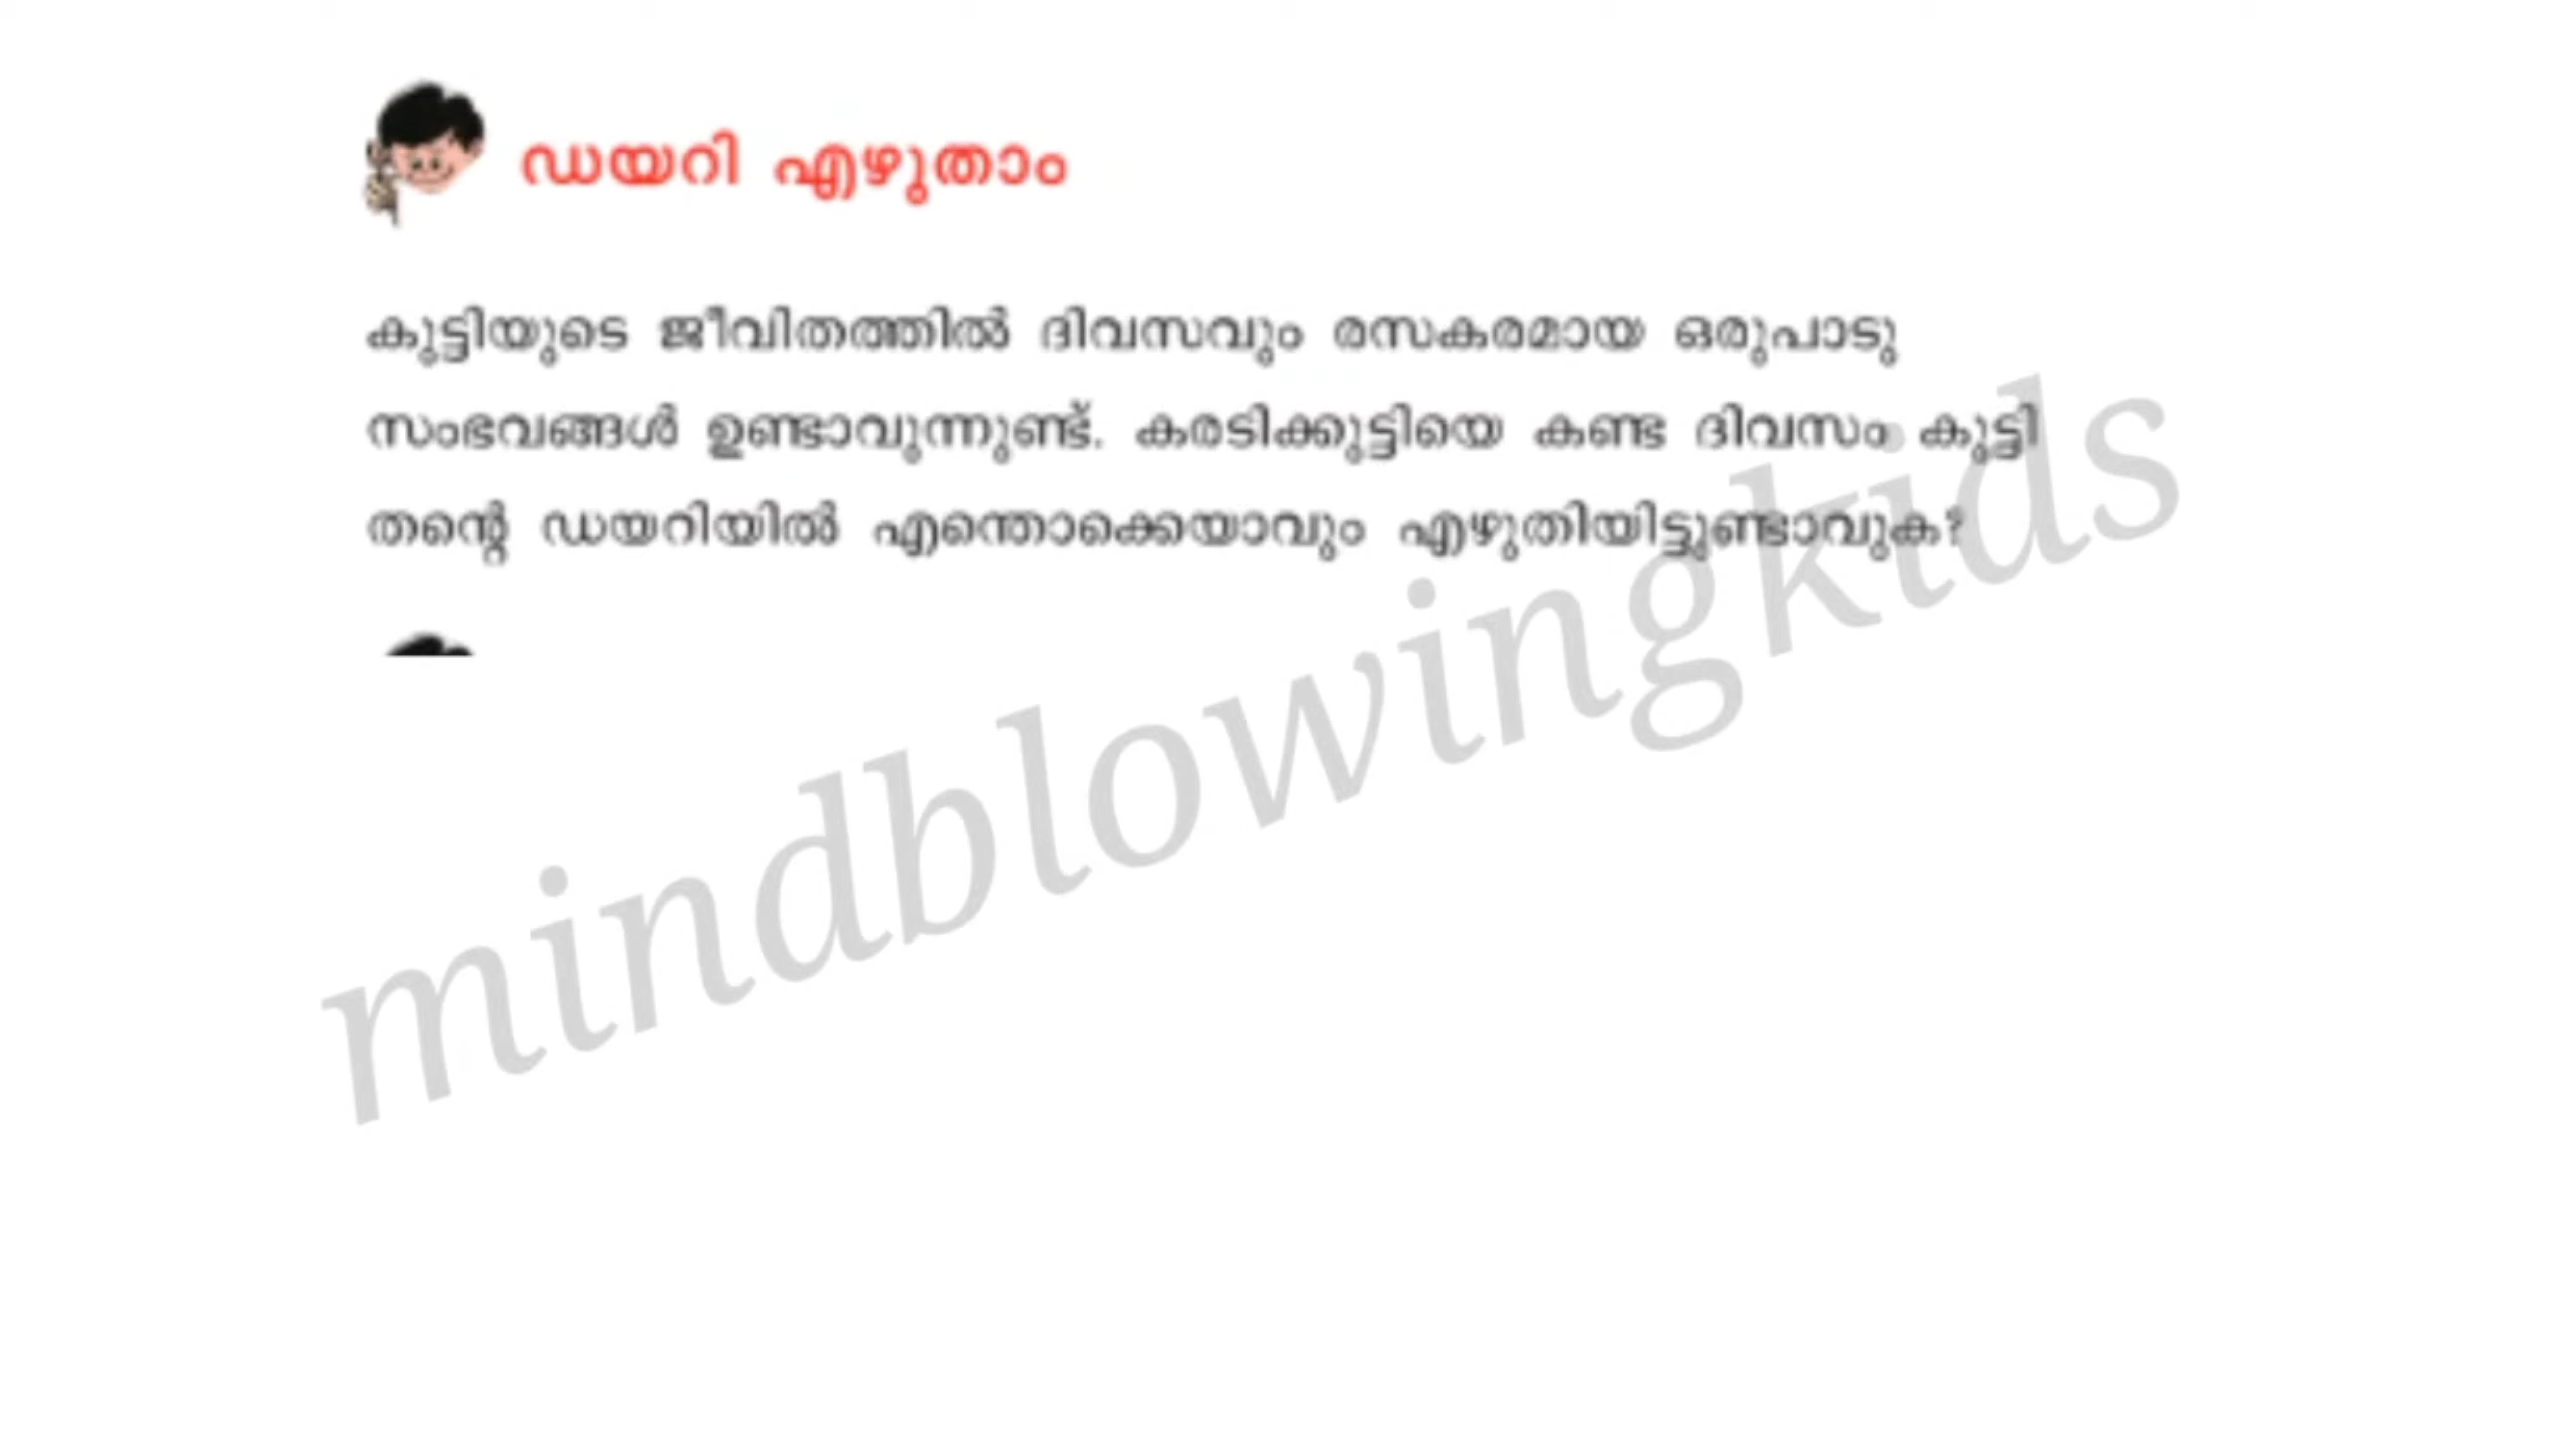 ഡയറി എഴുതാം
കുട്ടിയുടെ ജീവിതത്തിൽ ദിവസവും രസകരമായ ഒരുപാടു
സംഭവങ്ങൾ ഉണ്ടാവുന്നുണ്ട്. കരടിക്കുട്ടിയെ കണ്ട ദിവസം കുട്ടി
തന്റെ ഡയറിയിൽ എന്തൊക്കെയാവും എഴുതിയിട്ടുണ്ടാവുക?
mindblowingkids